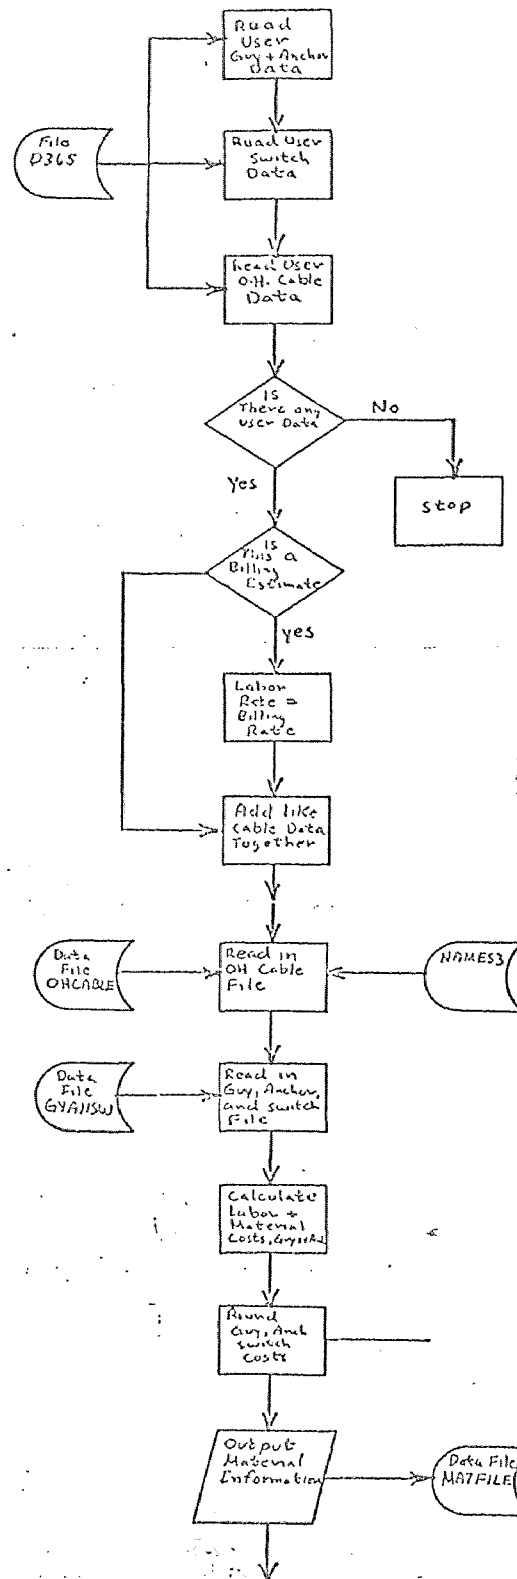 Read
User
Guy + Anchor
Data
File
D365
Read User
Switch
Data
Read User
O.H. Cable
Data
Is
There any
User Data
No
Yes
Stop
Is
This a
Billing
Estimate
yes
Labor
Rate =
Billing
Rate
Add like
Cable Data
Together
Data
File
OHCABLE
Read in
OH Cable
File
NAMES3
Data
File
Read in
Guy, Anchor,
and switch
File
Calculate
Labor +
Material
Costs,
Round
Guy, Anch
switch
Costs
Output
Material
Information
Data File
MATFILE